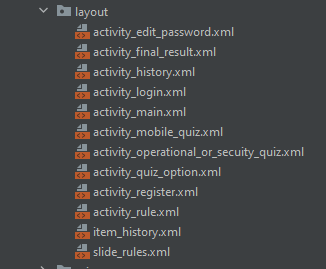 layout
activity_edit_password.xml
activity_final_result.xml
activity_history.xml
activity_login.xml
activity_main.xml
activity_mobile_quiz.xml
activity_operational_or_secuity_quiz.xml
activity_quiz_option.xml
activity_register.xml
activity_rule.xml
item_history.xml
slide_rules.xml